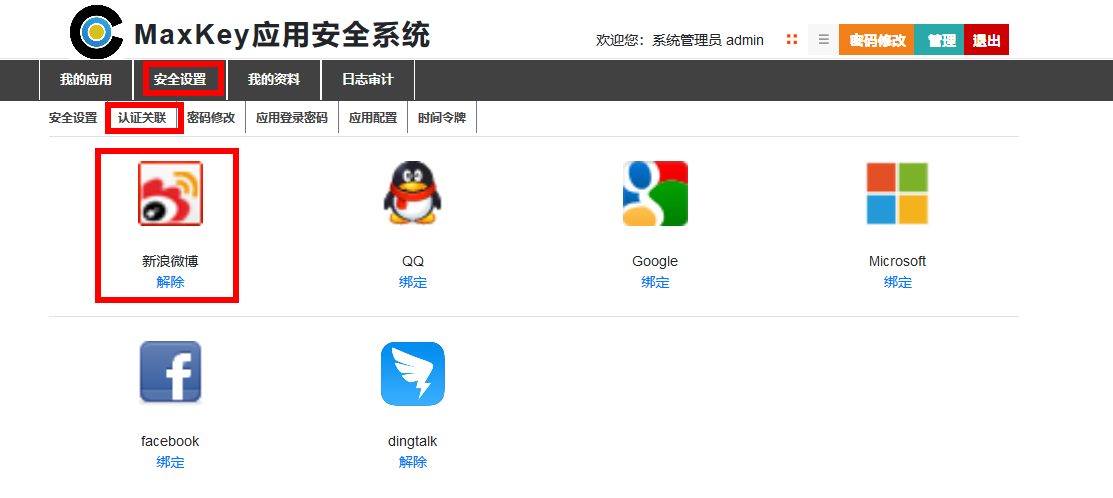 MaxKey应用安全系统
欢迎您: 系统管理员 admin
密码修改 管理 退出
我的应用 安全设置 我的资料 日志审计
安全设置 认证关联 密码修改 应用登录密码 应用配置 时间令牌
新浪微博 QQ Google Microsoft
解除 绑定 绑定 绑定
facebook dingtalk
绑定 解除